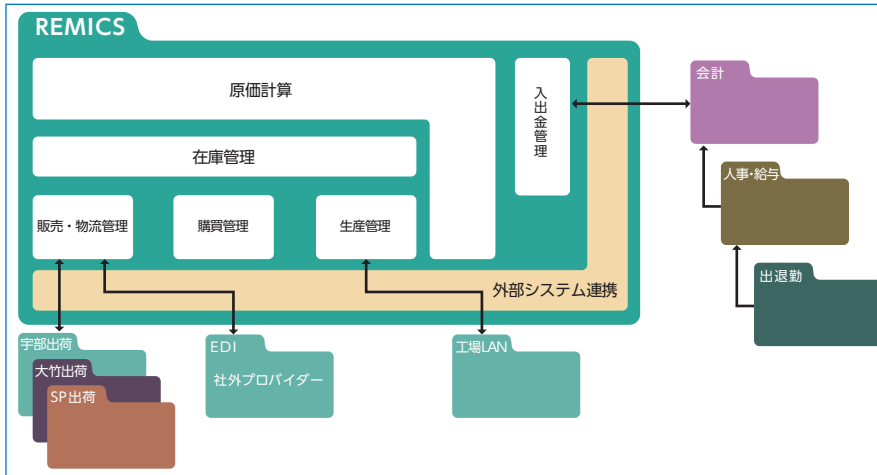 REMICS
原価計算
入出金管理
在庫管理
販売・物流管理
購買管理
生産管理
外部システム連携
会計
人事・給与
出退勤
宇部出荷
大竹出荷
SP出荷
EDI
社外プロバイダー
工場LAN